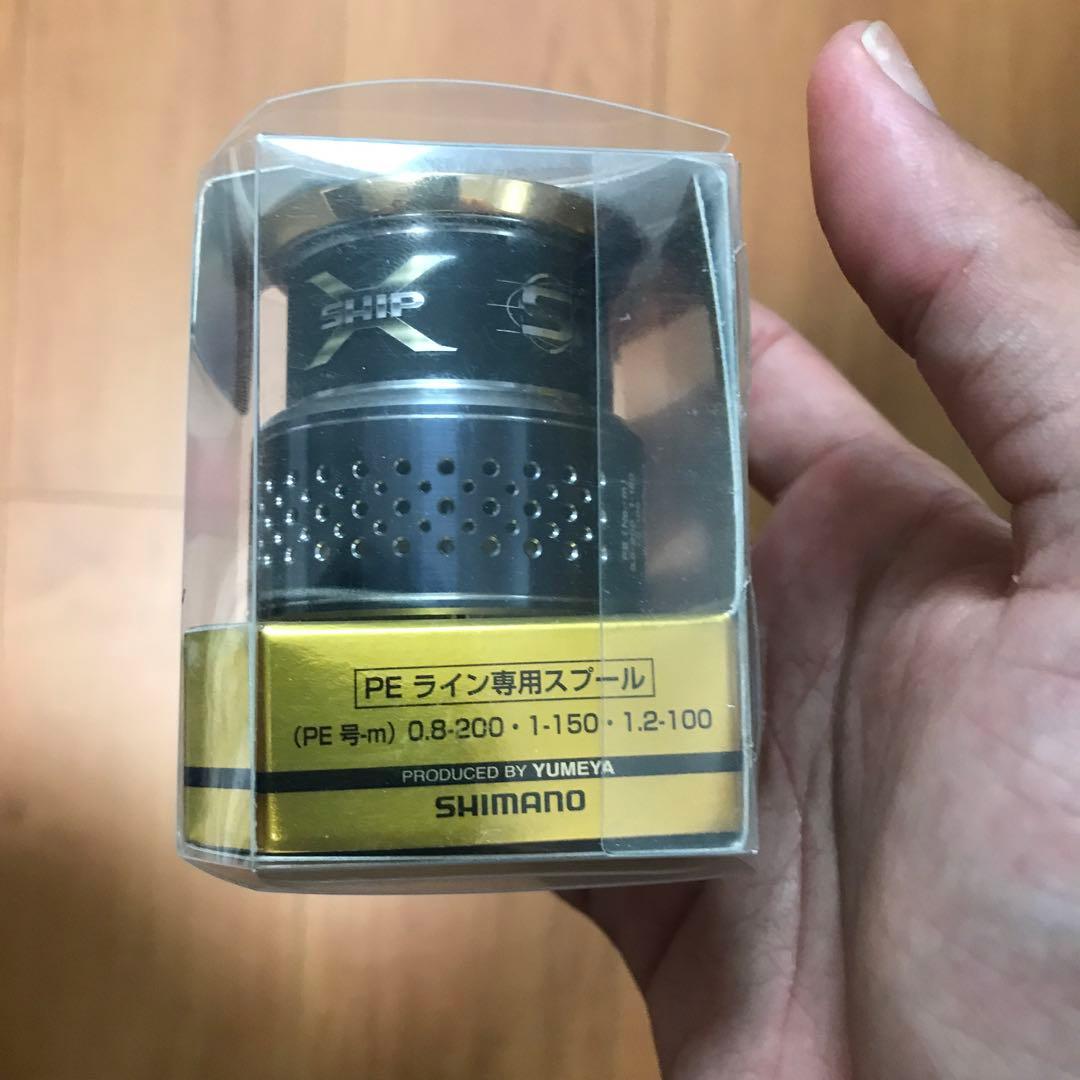 X
SHIP
S
PE ライン専用スプール
(PE 号-m) 0.8-200・1-150・1.2-100
PRODUCED BY YUMEYA
SHIMANO